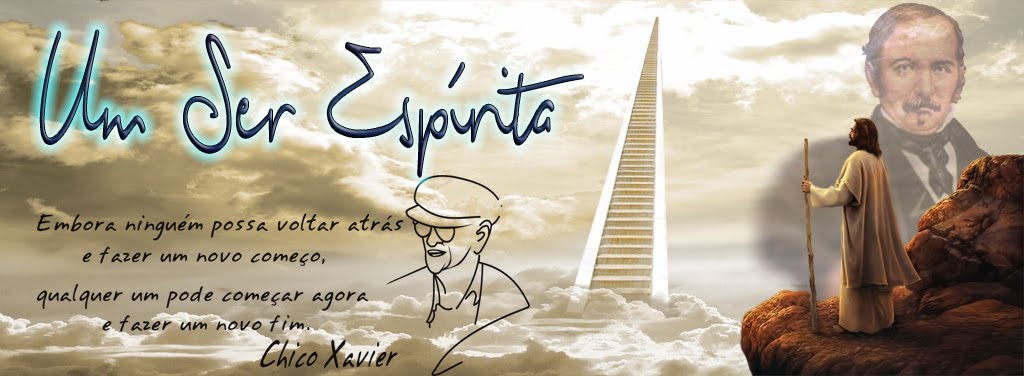 Um Ser Espírita
Embora ninguém possa voltar atrás
e fazer um novo começo,
qualquer um pode começar agora
e fazer um novo fim.
Chico Xavier